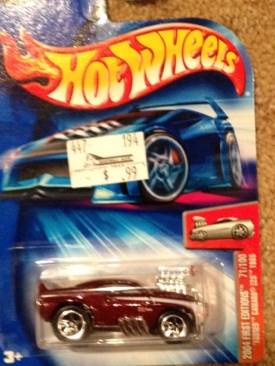 HOT WHEELS
447 194
$ .99
2004 FIRST EDITIONS 71/100
'TOONED CAMARO Z28 1969
3+